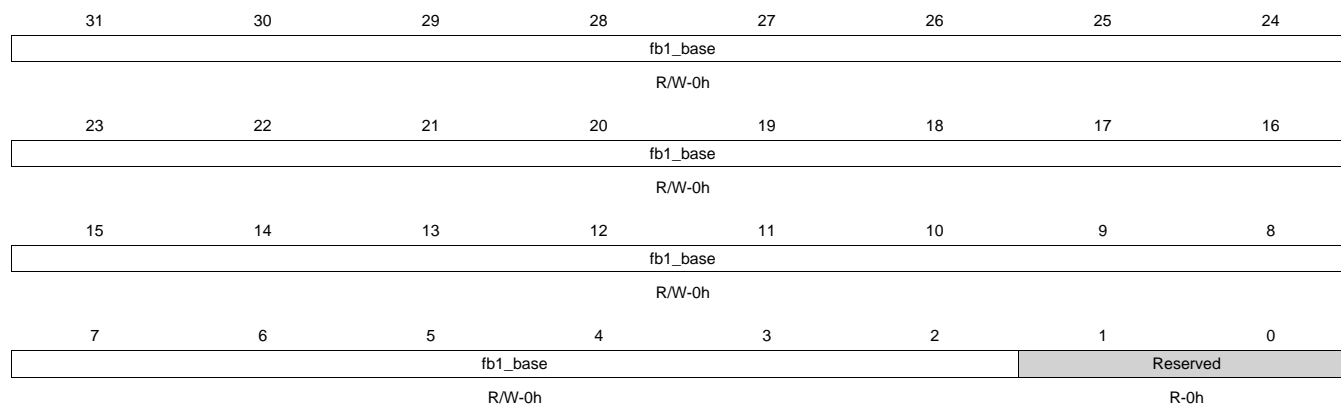 31 30 29 28 27 26 25 24
fb1_base
R/W-0h
23 22 21 20 19 18 17 16
fb1_base
R/W-0h
15 14 13 12 11 10 9 8
fb1_base
R/W-0h
7 6 5 4 3 2 1 0
fb1_base Reserved
R/W-0h R-0h